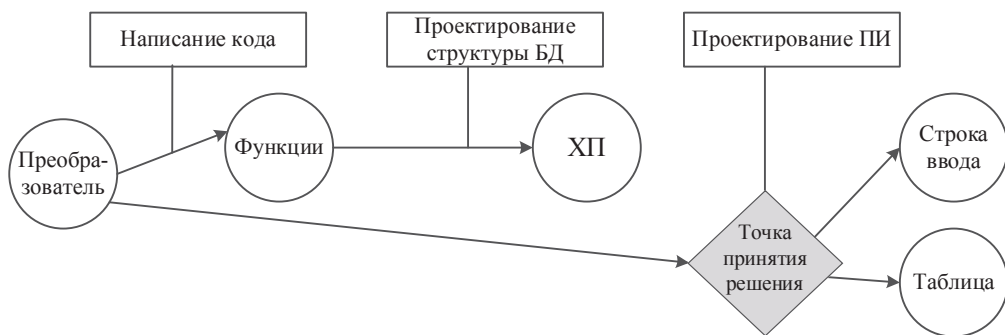 Написание кода
Проектирование
структуры БД
Проектирование ПИ
Преобра-
зователь
Функции
ХП
Строка
ввода
Точка
принятия
решения
Таблица